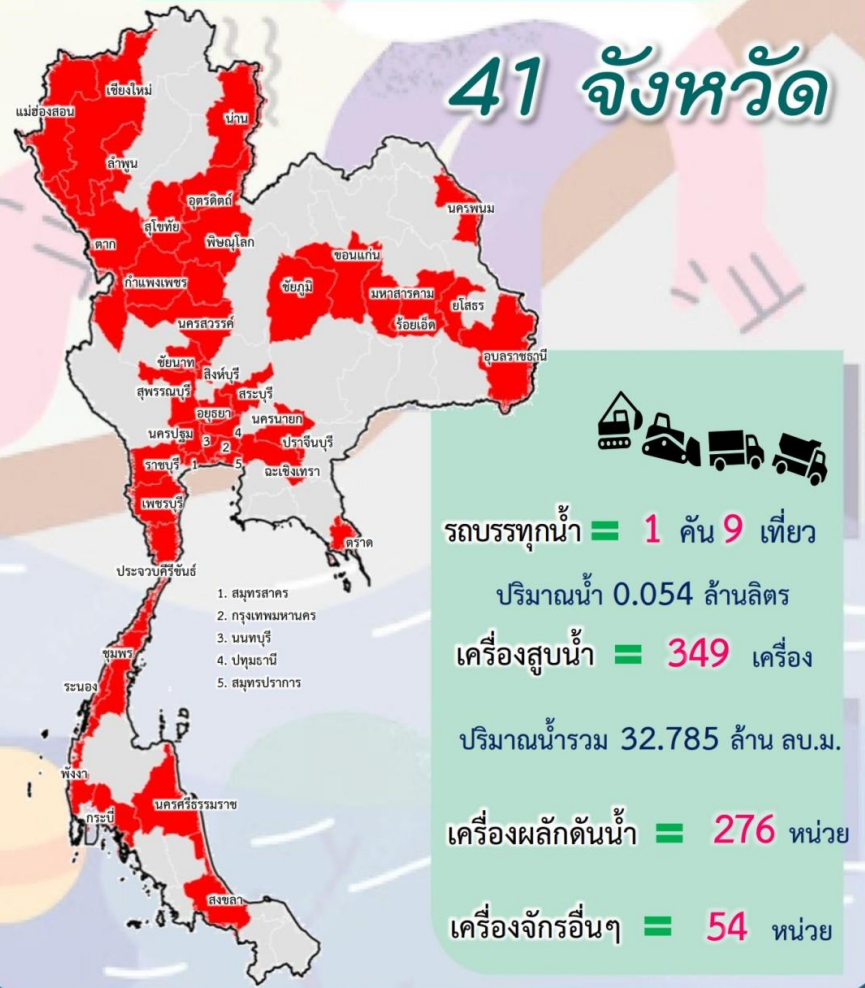 41 จังหวัด
เชียงใหม่
แม่ฮ่องสอน
น่าน
ลำพูน
อุตรดิตถ์
สุโขทัย
นครพนม
ตาก
พิษณุโลก
ขอนแก่น
กำแพงเพชร
ชัยภูมิ
มหาสารคาม
ยโสธร
นครสวรรค์
ร้อยเอ็ด
อุบลราชธานี
ชัยนาท
สิงห์บุรี
สุพรรณบุรี
สระบุรี
อยุธยา
นครนายก
นครปฐม
3
4
2
ปราจีนบุรี
ราชบุรี
1
5
ฉะเชิงเทรา
เพชรบุรี
ตราด
ประจวบคีรีขันธ์
1. สมุทรสาคร
2. กรุงเทพมหานคร
3. นนทบุรี
4. ปทุมธานี
5. สมุทรปราการ
ชุมพร
ระนอง
พังงา
นครศรีธรรมราช
กระบี่
สงขลา
รถบรรทุกน้ำ = 1 คัน 9 เที่ยว
ปริมาณน้ำ 0.054 ล้านลิตร
เครื่องสูบน้ำ = 349 เครื่อง
ปริมาณน้ำรวม 32.785 ล้าน ลบ.ม.
เครื่องผลักดันน้ำ = 276 หน่วย
เครื่องจักรอื่นๆ = 54 หน่วย